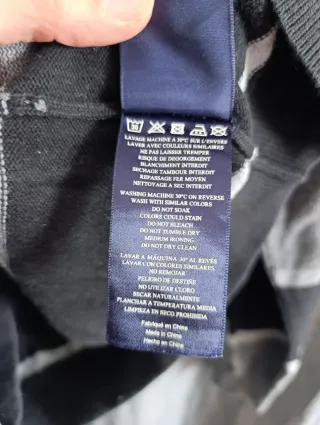 30
LAVAGE MACHINE A 30°C SUR L'ENVERS
LAVER AVEC COULEURS SIMILAIRES
NE PAS LAISSER TREMPER
RISQUE DE DEGORGEMENT
BLANCHIMENT INTERDIT
SECHAGE TAMBOUR INTERDIT
REPASSAGE FER MOYEN
NETTOYAGE A SEC INTERDIT
WASHING MACHINE 30°C ON REVERSE
WASH WITH SIMILAR COLORS
DO NOT SOAK
COLORS COULD STAIN
DO NOT BLEACH
DO NOT TUMBLE DRY
MEDIUM IRONING
DO NOT DRY CLEAN
LAVAR A MÁQUINA 30° AL REVÉS
LAVAR CON COLORES SIMILARES
NO REMOJAR
PELIGRO DE DESTISE
NO UTILIZAR CLORO
SECAR NATURALMENTE
PLANCHAR A TEMPERATURA MEDIA
LIMPIEZA EN SECO PROHIBIDO
Fabriqué en Chine
Made in China
Hecho en China